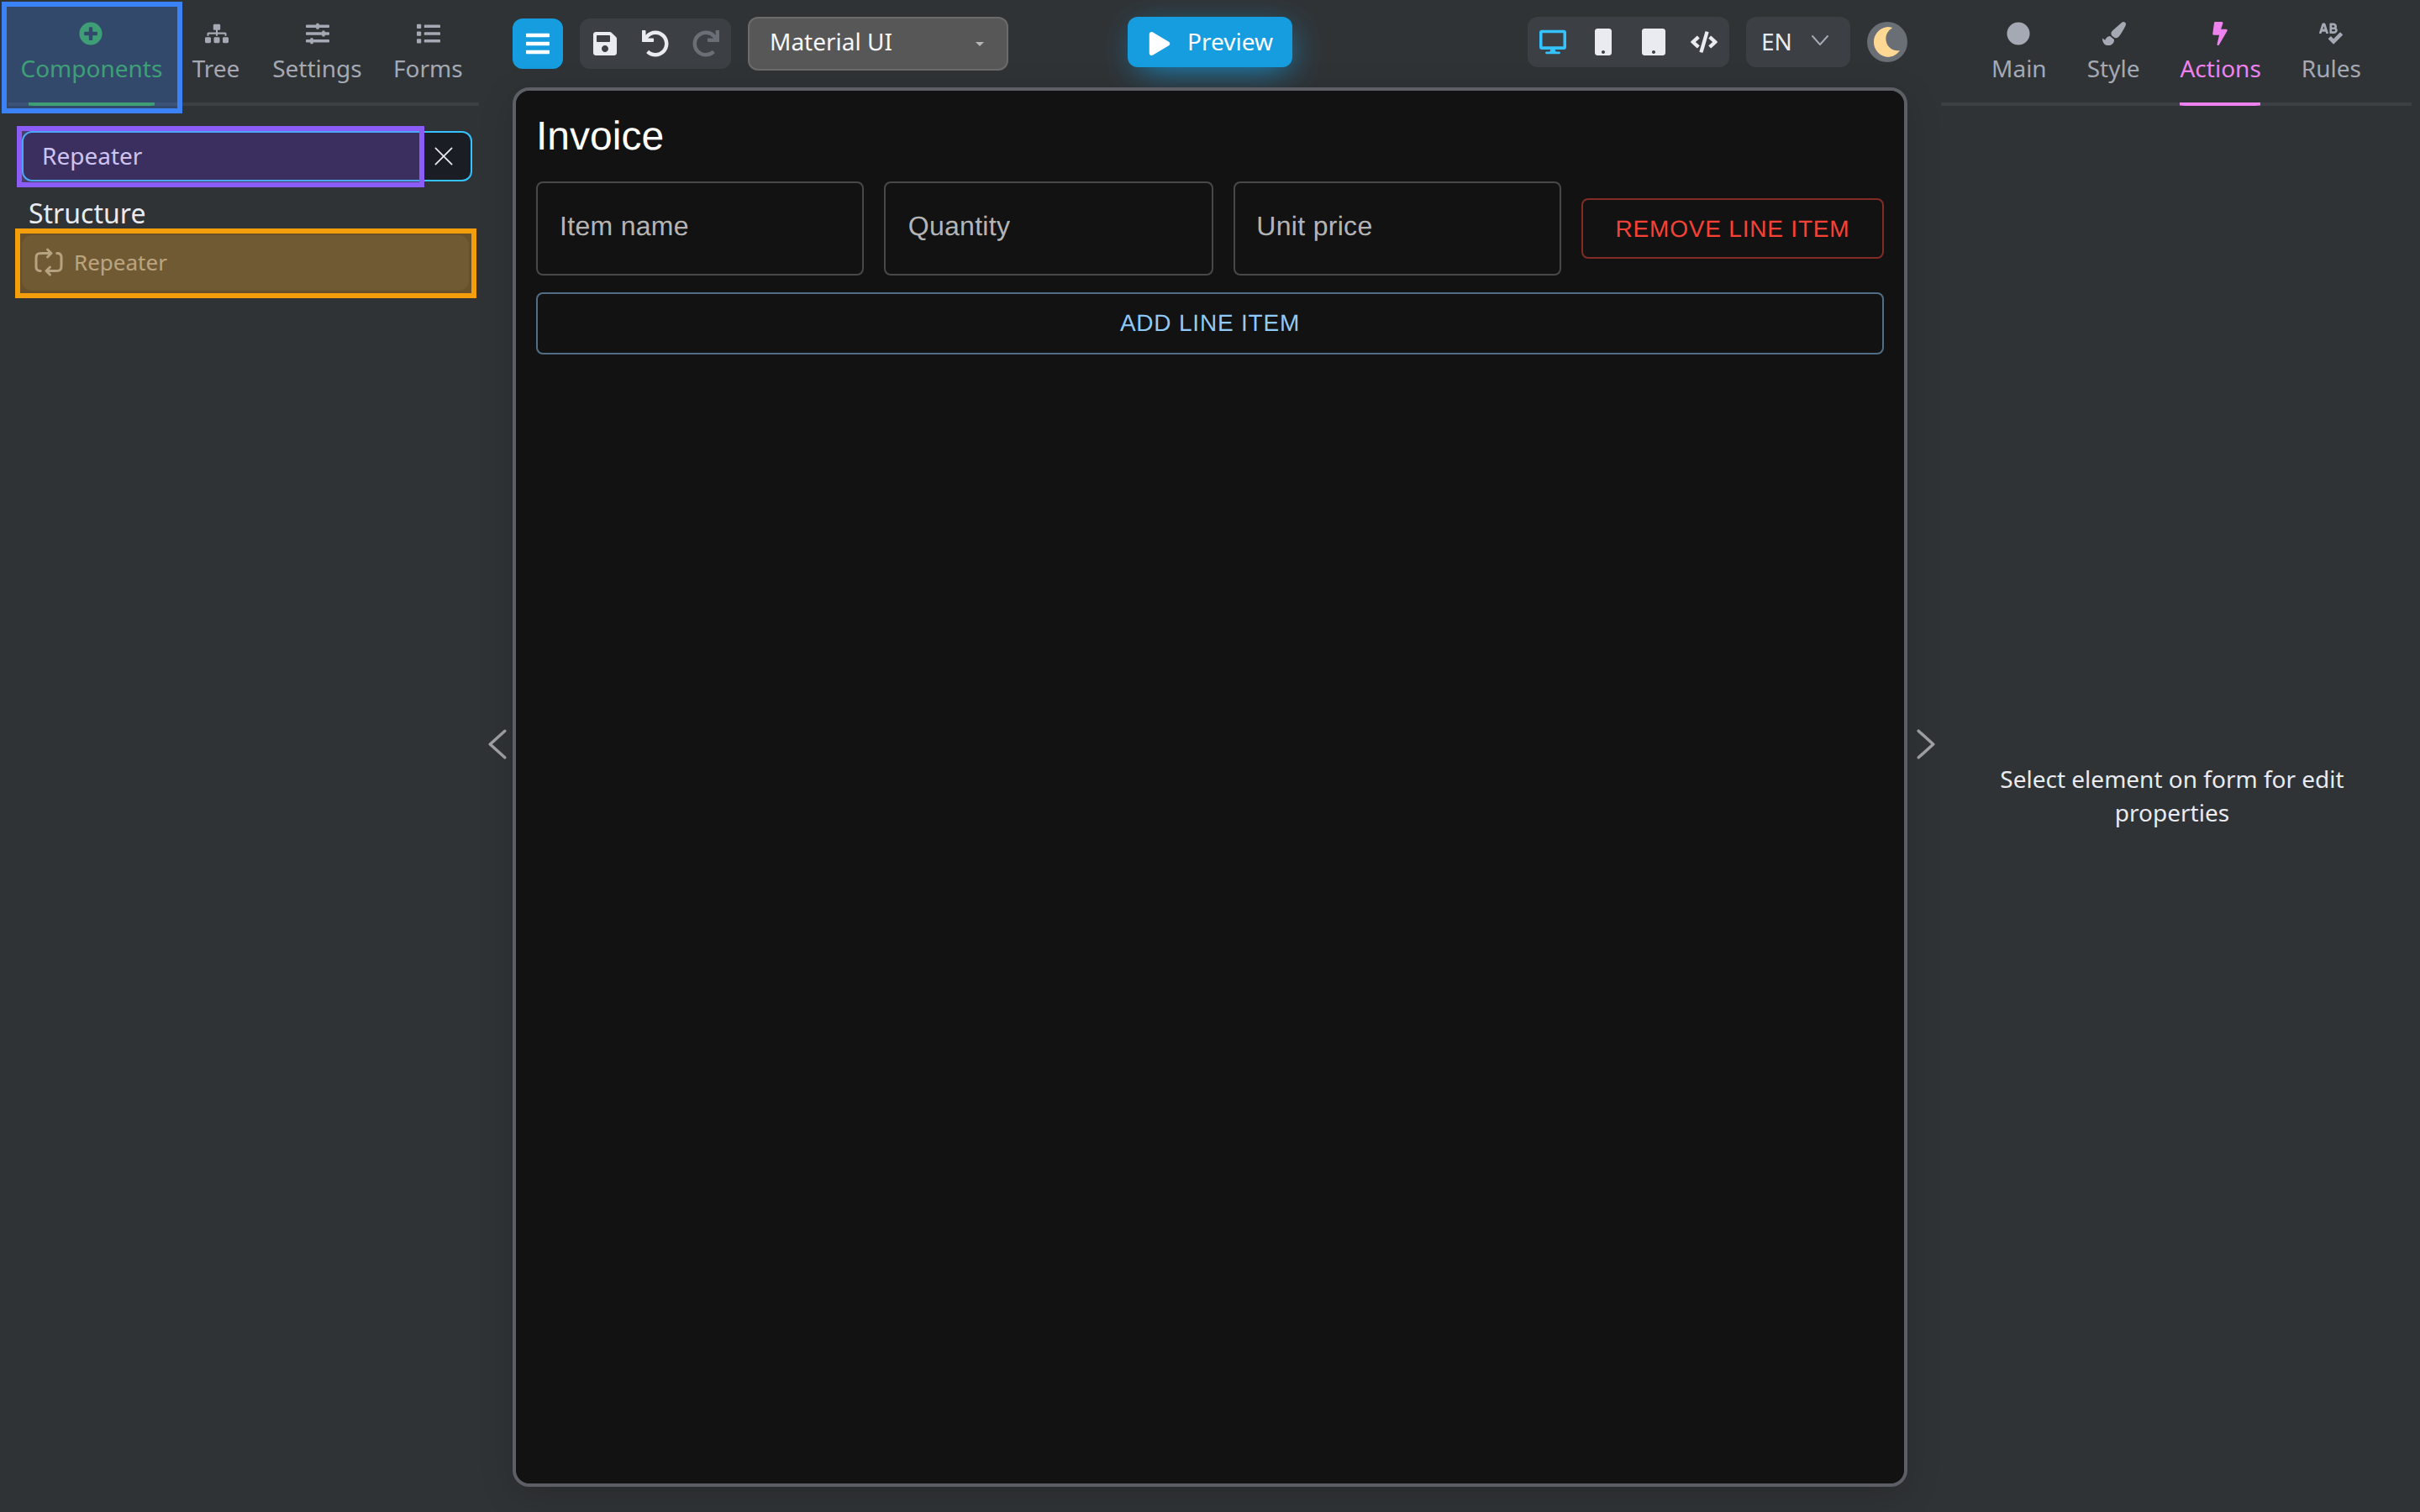 Components
Tree
Settings
Forms
Material UI
Preview
EN
Main
Style
Actions
Rules
Repeater
Structure
Repeater
Invoice
Item name
Quantity
Unit price
REMOVE LINE ITEM
ADD LINE ITEM
Select element on form for edit
properties